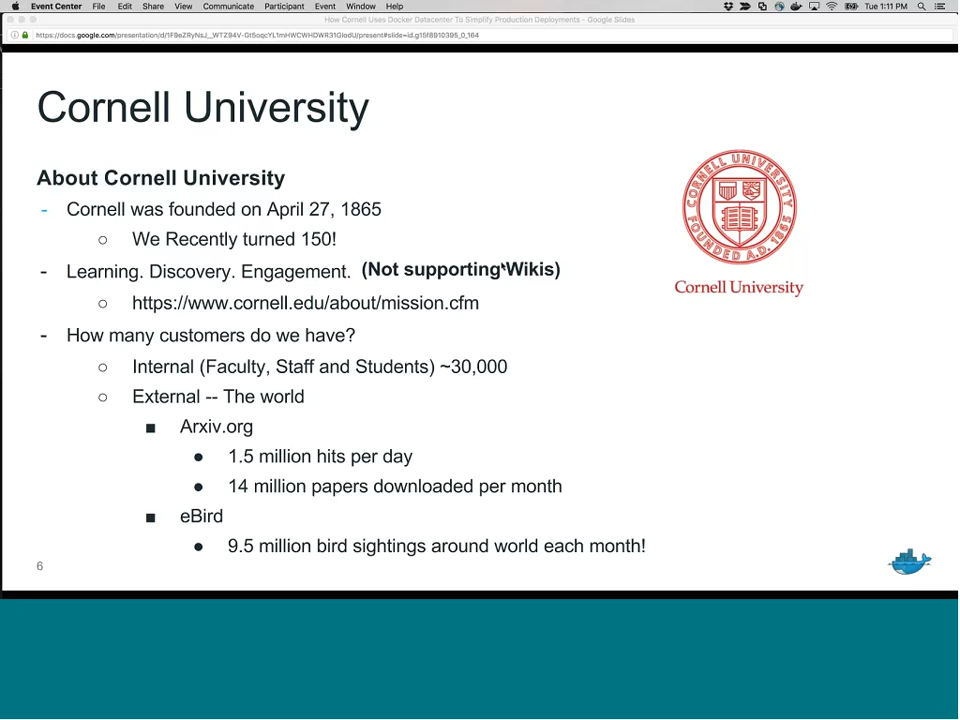 Event Center File Edit Share View Communicate Participant Event Window Help Tue 1:11 PM
How Cornell Uses Docker Datacenter To Simplify Production Deployments - Google Slides
Cornell University
About Cornell University
- Cornell was founded on April 27, 1865
○ We Recently turned 150!
- Learning. Discovery. Engagement. (Not supporting Wikis)
○ https://www.cornell.edu/about/mission.cfm
- How many customers do we have?
○ Internal (Faculty, Staff and Students) ~30,000
○ External -- The world
■ Arxiv.org
● 1.5 million hits per day
● 14 million papers downloaded per month
■ eBird
● 9.5 million bird sightings around world each month!
6
CORNELL UNIVERSITY
FOUNDED A.D. 1865
Cornell University